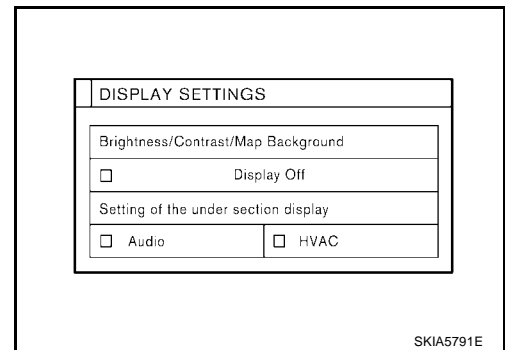 DISPLAY SETTINGS
Brightness/Contrast/Map Background
Display Off
Setting of the under section display
Audio
HVAC
SKIA5791E